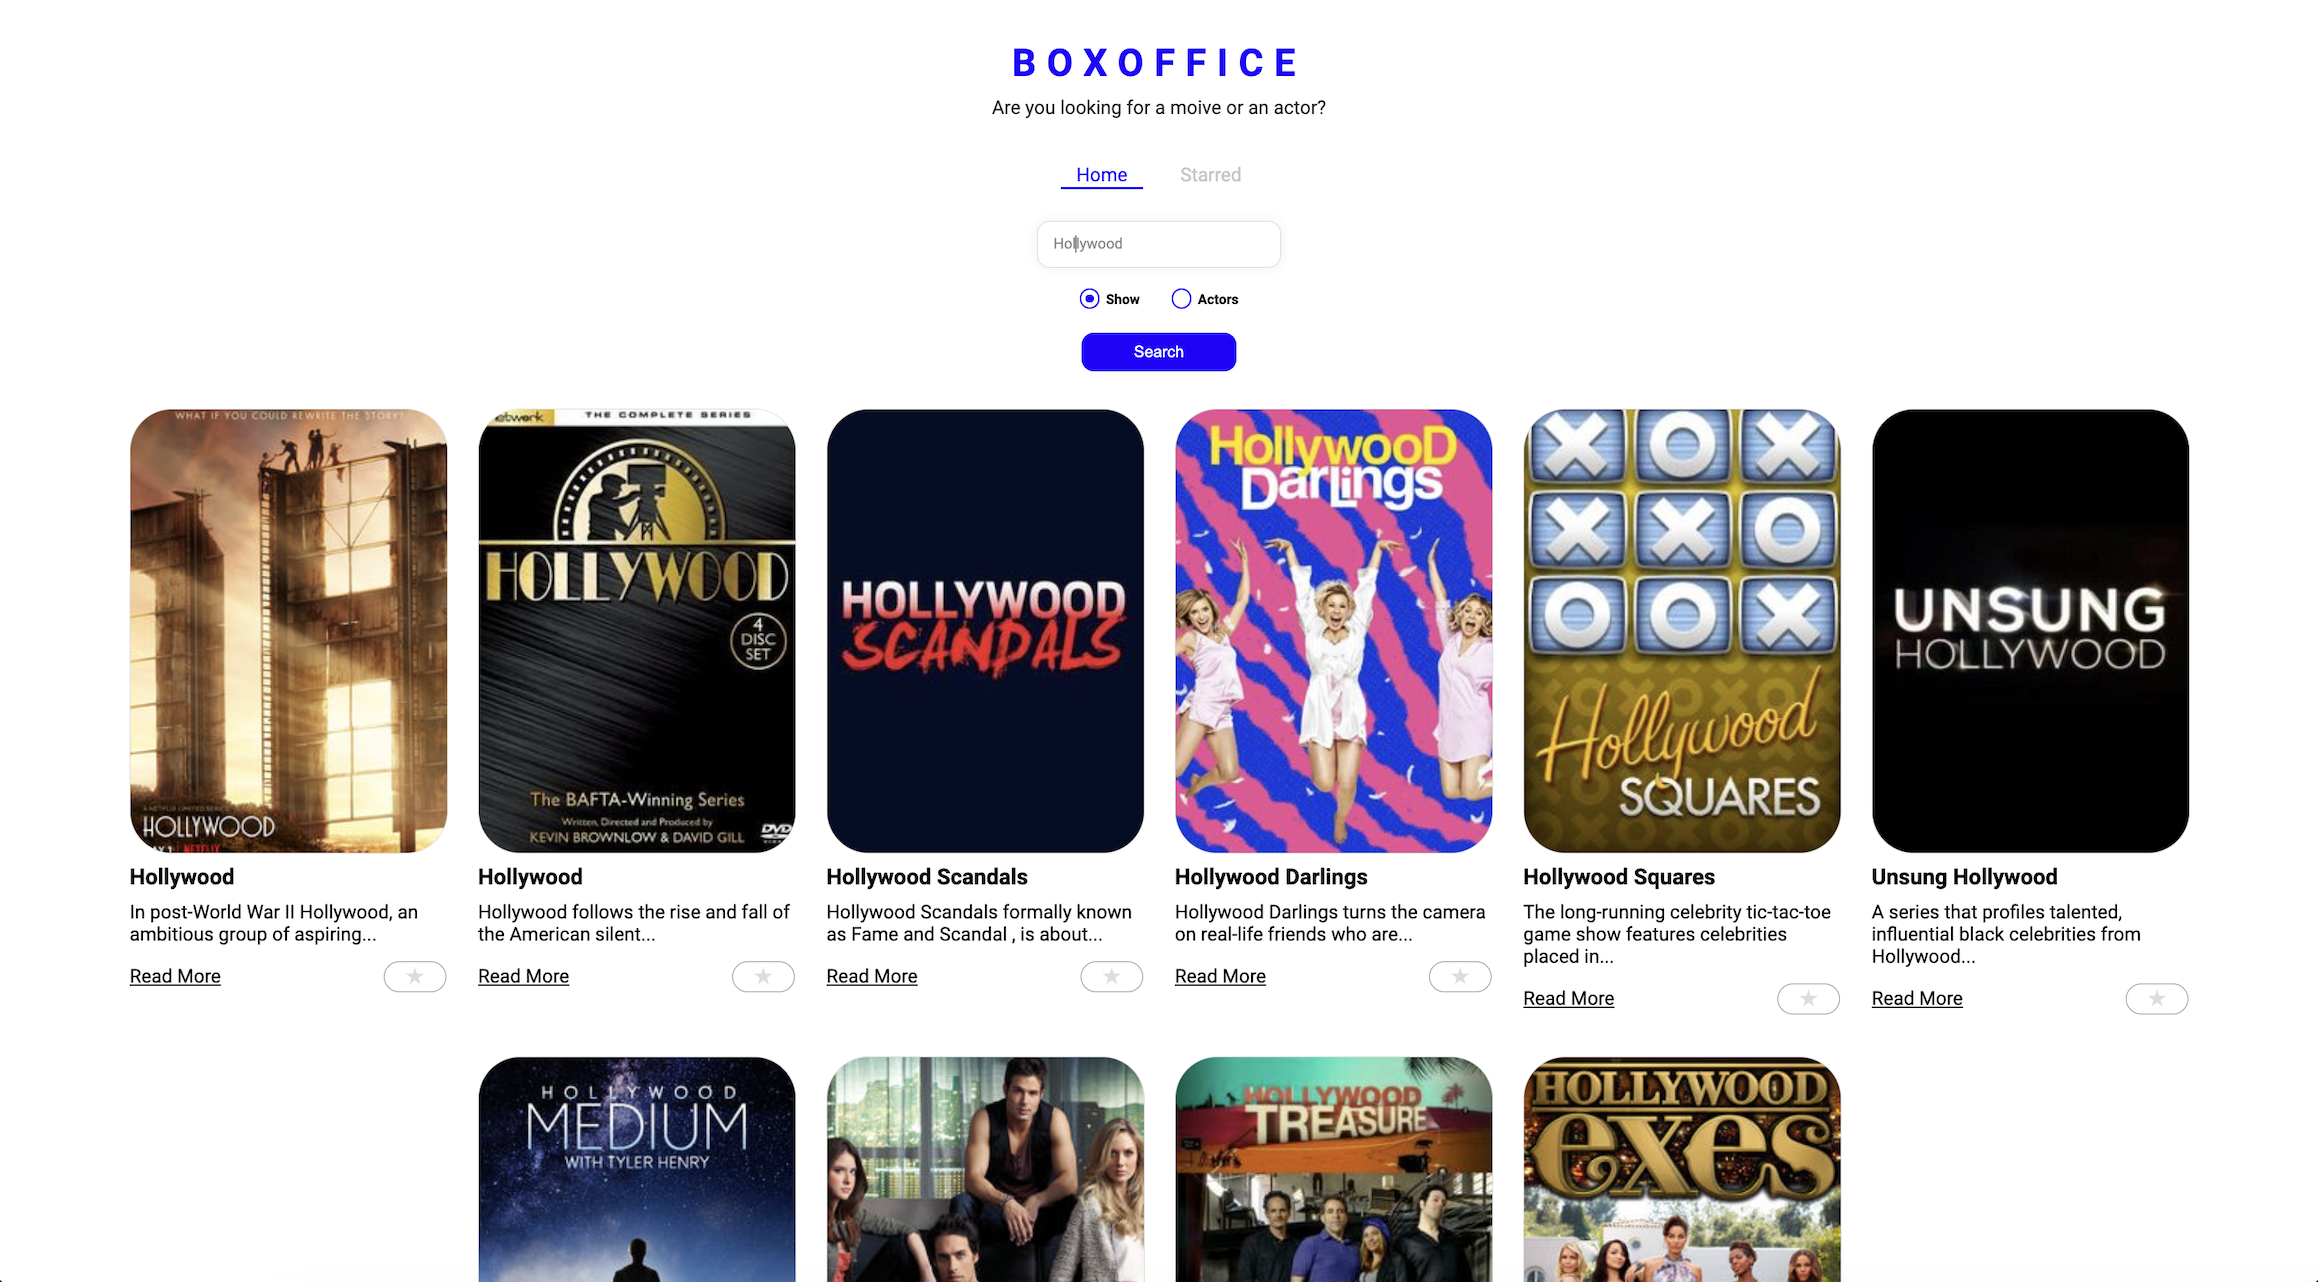 BOXOFFICE
Are you looking for a moive or an actor?
Home Starred
Hollywood
Show Actors
Search
WHAT IF YOU COULD REWRITE THE STORY?
A NETFLIX LIMITED SERIES
HOLLYWOOD
AY 1 NETFLIX
etwork THE COMPLETE SERIES
HOLLYWOOD
4
DISC
SET
The BAFTA-Winning Series
Written, Directed and Produced by
KEVIN BROWNLOW & DAVID GILL
DVD
HOLLYWOOD
SCANDALS
HollywooD
DarLings
X O X
X X O
O O X
Hollywood
SQUARES
UNSUNG
HOLLYWOOD
Hollywood
In post-World War II Hollywood, an
ambitious group of aspiring...
Read More
Hollywood
Hollywood follows the rise and fall of
the American silent...
Read More
Hollywood Scandals
Hollywood Scandals formally known
as Fame and Scandal , is about...
Read More
Hollywood Darlings
Hollywood Darlings turns the camera
on real-life friends who are...
Read More
Hollywood Squares
The long-running celebrity tic-tac-toe
game show features celebrities
placed in...
Read More
Unsung Hollywood
A series that profiles talented,
influential black celebrities from
Hollywood...
Read More
HOLLYWOOD
MEDIUM
WITH TYLER HENRY
HOLLYWOOD
TREASURE
HOLLYWOOD
exes